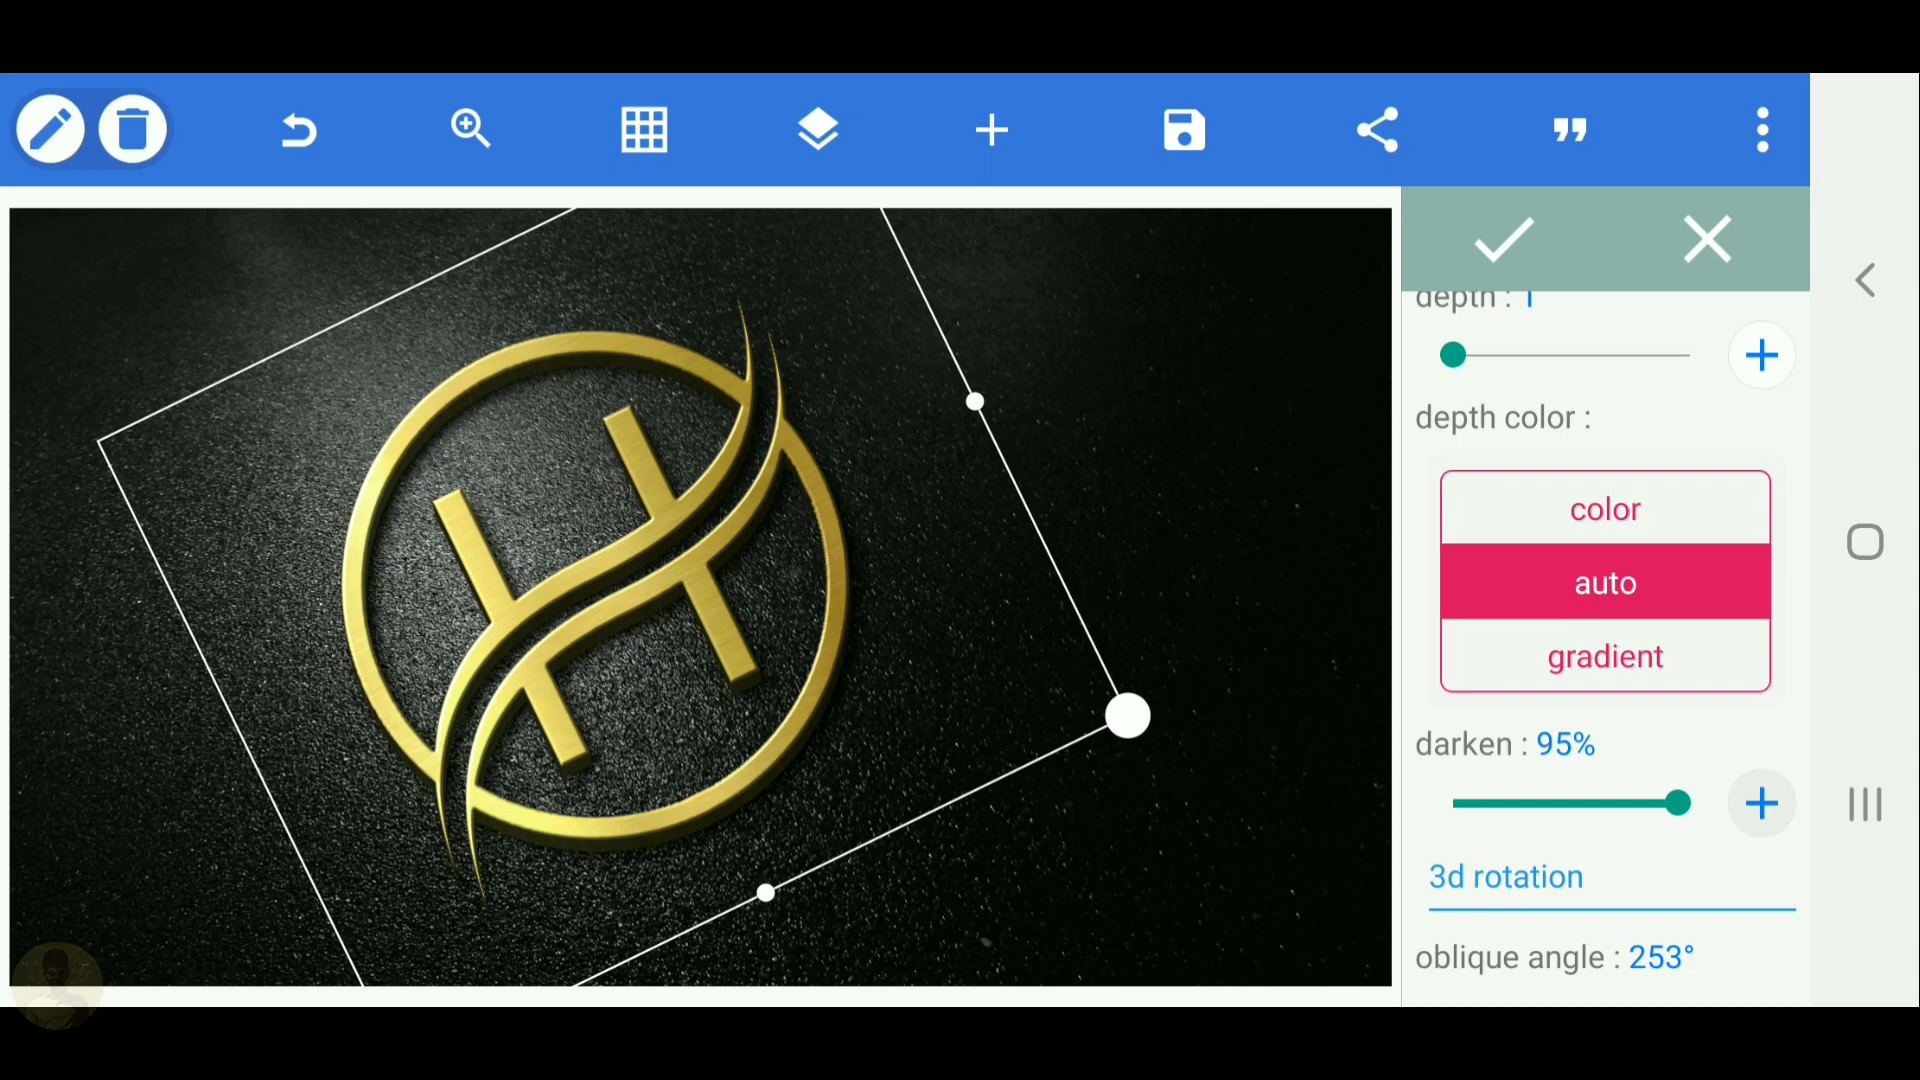 depth : 1
depth color :
color
auto
gradient
darken : 95%
3d rotation
oblique angle : 253°
H